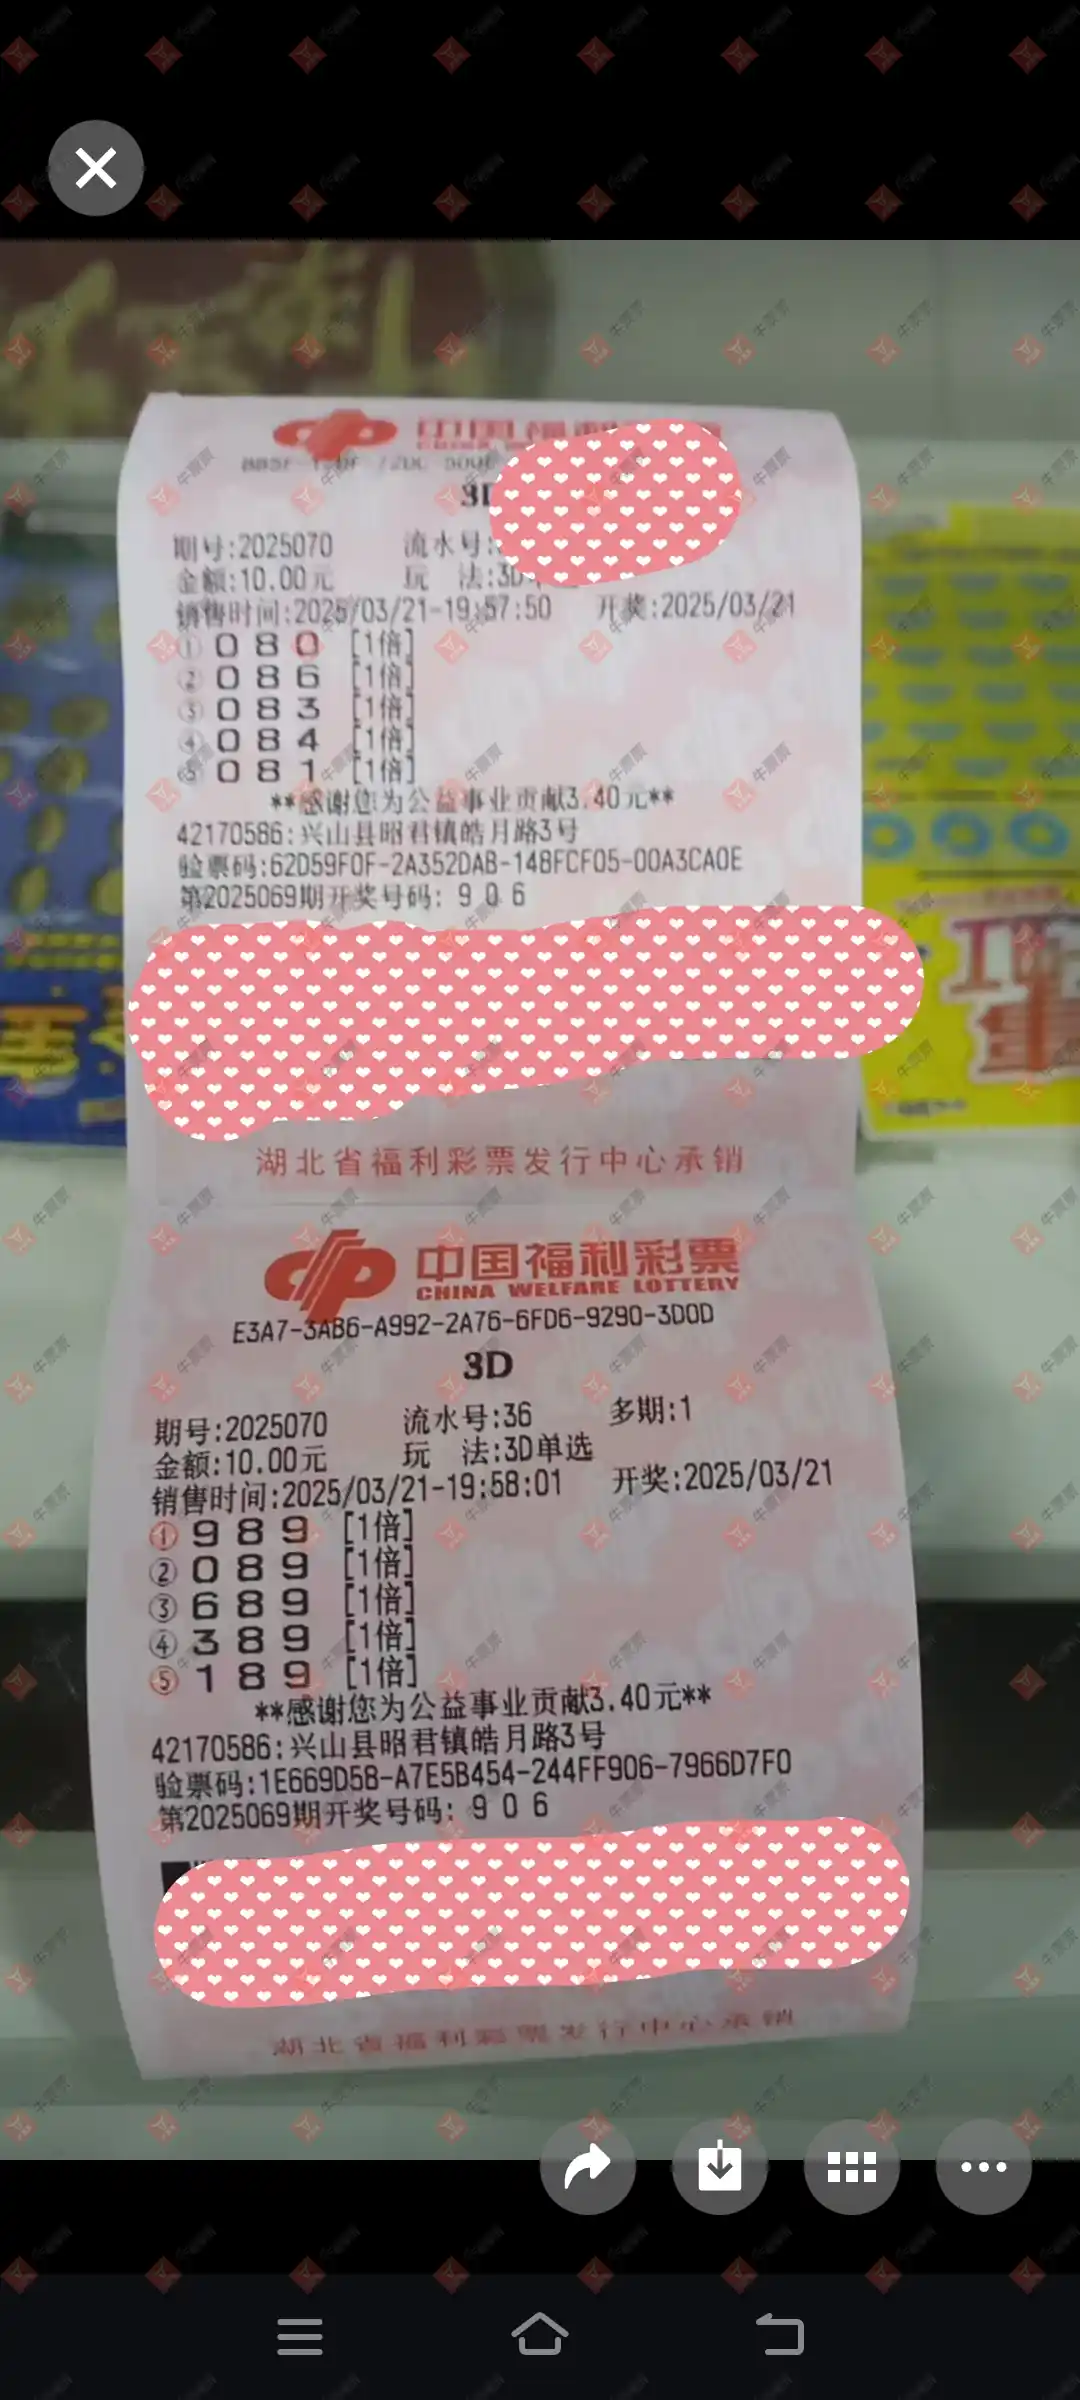 中国福利
3D
期号:2025070 流水号:
金额:10.00元 玩 法:3D
销售时间:2025/03/21-19:57:50 开奖:2025/03/21
① 0 8 0 [1倍]
② 0 8 6 [1倍]
③ 0 8 3 [1倍]
④ 0 8 4 [1倍]
⑤ 0 8 1 [1倍]
**感谢您为公益事业贡献3.40元**
42170586:兴山县昭君镇皓月路3号
验票码:62D59F0F-2A352DAB-148FCF05-00A3CA0E
第2025069期开奖号码: 9 0 6
湖北省福利彩票发行中心承销
中国福利彩票
CHINA WELFARE LOTTERY
E3A7-3AB6-A992-2A76-6FD6-9290-3D0D
3D
期号:2025070 流水号:36 多期:1
金额:10.00元 玩 法:3D单选
销售时间:2025/03/21-19:58:01 开奖:2025/03/21
① 9 8 9 [1倍]
② 0 8 9 [1倍]
③ 6 8 9 [1倍]
④ 3 8 9 [1倍]
⑤ 1 8 9 [1倍]
**感谢您为公益事业贡献3.40元**
42170586:兴山县昭君镇皓月路3号
验票码:1E669D58-A7E5B454-244FF906-7966D7F0
第2025069期开奖号码: 9 0 6
湖北省福利彩票发行中心承销
牛票票